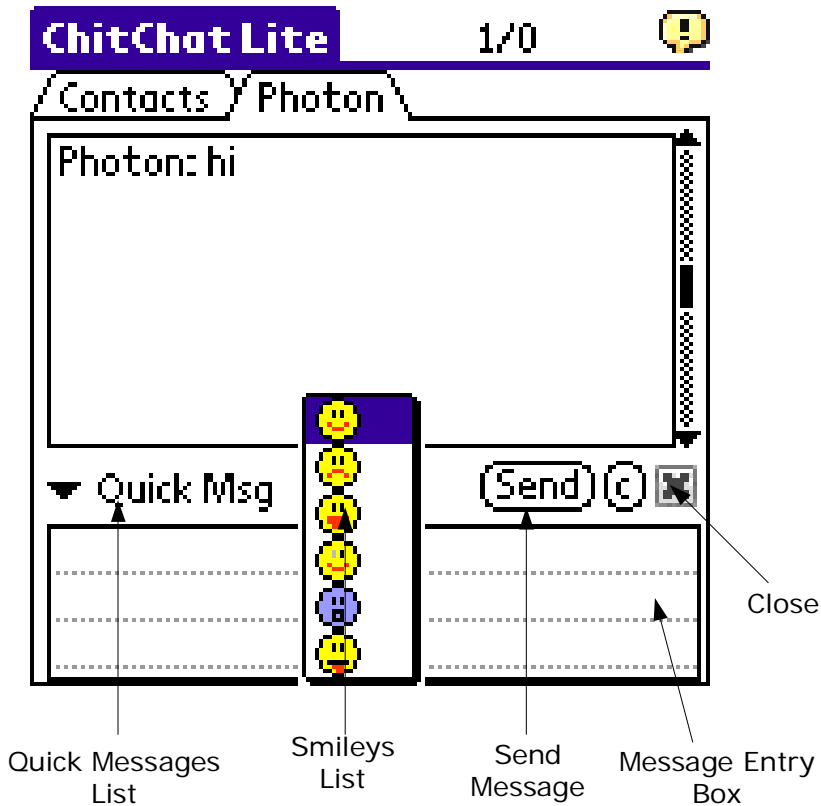 ChitChat Lite 1/0
Contacts Photon
Photon: hi
Quick Msg Send c
Close
Quick Messages
List
Smileys
List
Send
Message
Message Entry
Box